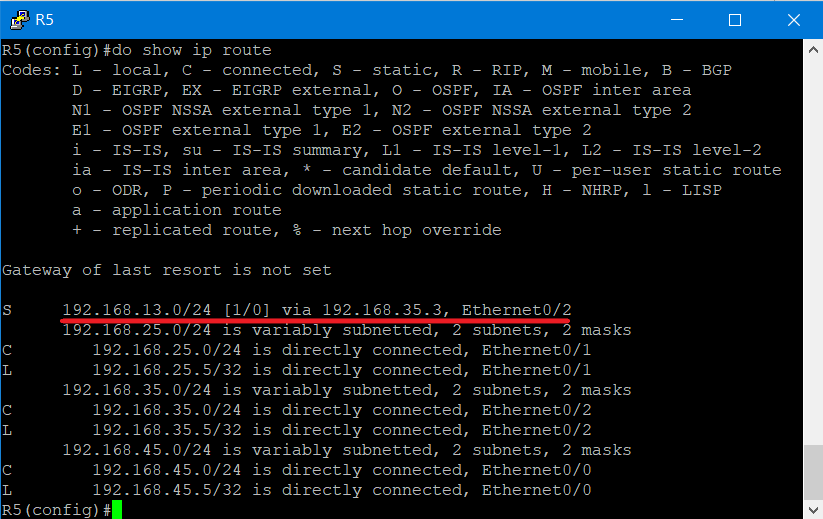 R5
R5(config)#do show ip route
Codes: L - local, C - connected, S - static, R - RIP, M - mobile, B - BGP
       D - EIGRP, EX - EIGRP external, O - OSPF, IA - OSPF inter area
       N1 - OSPF NSSA external type 1, N2 - OSPF NSSA external type 2
       E1 - OSPF external type 1, E2 - OSPF external type 2
       i - IS-IS, su - IS-IS summary, L1 - IS-IS level-1, L2 - IS-IS level-2
       ia - IS-IS inter area, * - candidate default, U - per-user static route
       o - ODR, P - periodic downloaded static route, H - NHRP, l - LISP
       a - application route
       + - replicated route, % - next hop override
Gateway of last resort is not set
S     192.168.13.0/24 [1/0] via 192.168.35.3, Ethernet0/2
      192.168.25.0/24 is variably subnetted, 2 subnets, 2 masks
C        192.168.25.0/24 is directly connected, Ethernet0/1
L        192.168.25.5/32 is directly connected, Ethernet0/1
      192.168.35.0/24 is variably subnetted, 2 subnets, 2 masks
C        192.168.35.0/24 is directly connected, Ethernet0/2
L        192.168.35.5/32 is directly connected, Ethernet0/2
      192.168.45.0/24 is variably subnetted, 2 subnets, 2 masks
C        192.168.45.0/24 is directly connected, Ethernet0/0
L        192.168.45.5/32 is directly connected, Ethernet0/0
R5(config)#